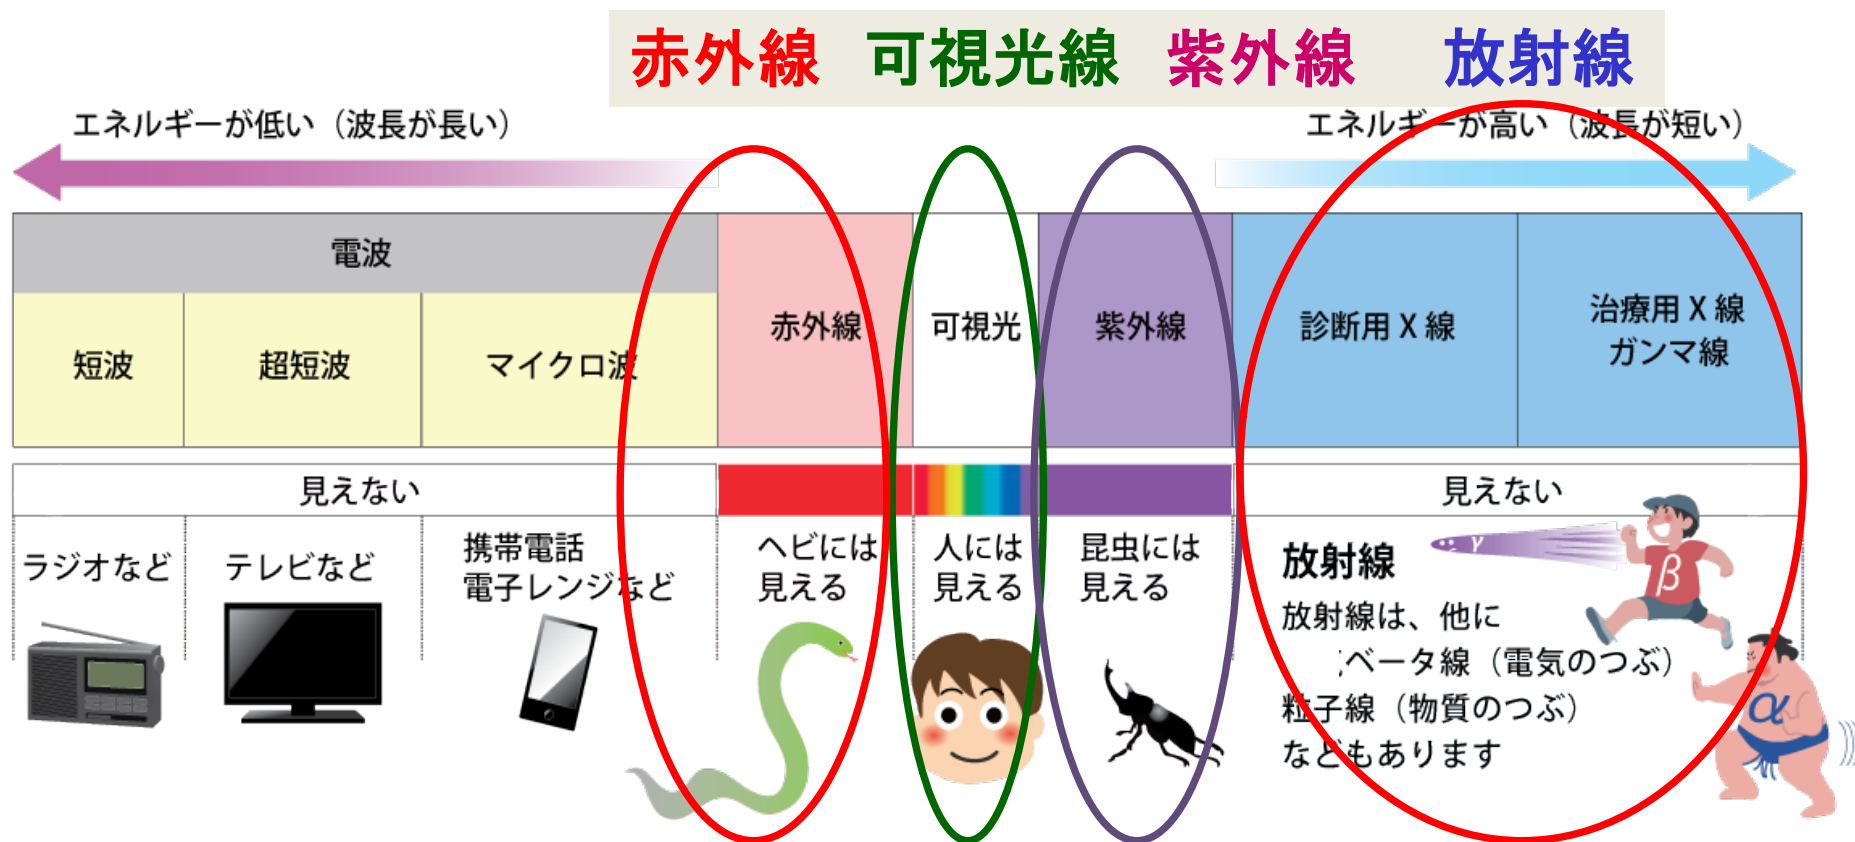 赤外線 可視光線 紫外線 放射線
エネルギーが低い（波長が長い）
エネルギーが高い（波長が短い）
電波
短波
超短波
マイクロ波
赤外線
可視光
紫外線
診断用 X 線
治療用 X 線
ガンマ線
見えない
見えない
ラジオなど
テレビなど
携帯電話
電子レンジなど
ヘビには
見える
人には
見える
昆虫には
見える
放射線
放射線は、他に
ベータ線（電気のつぶ）
粒子線（物質のつぶ）
などもあります
γ
β
α